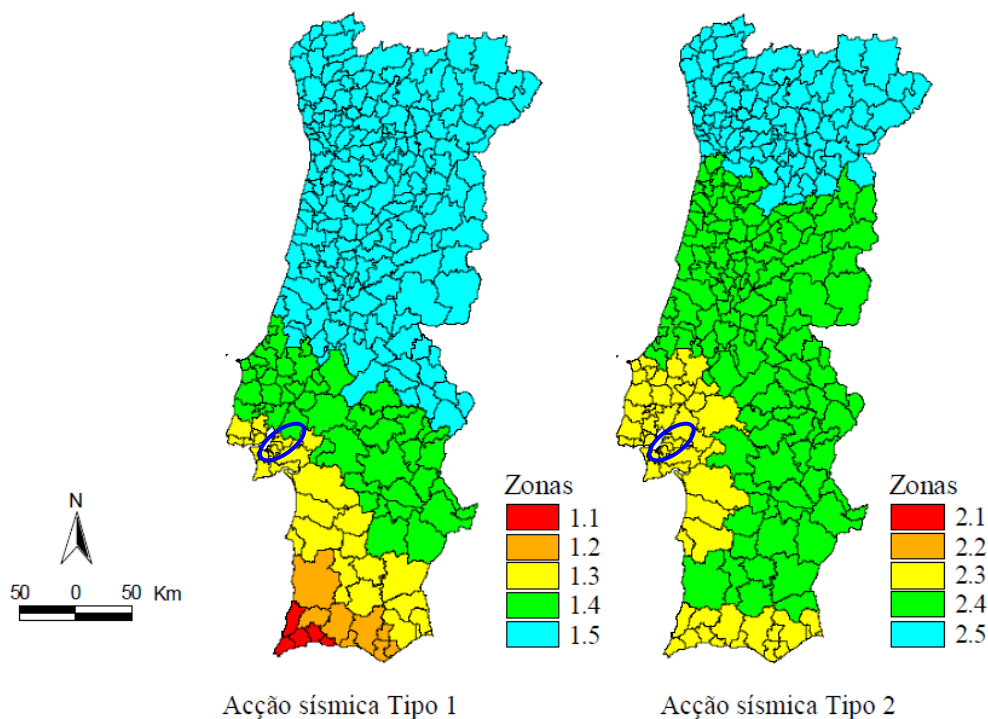 Zonas
1.1
1.2
1.3
1.4
1.5
Zonas
2.1
2.2
2.3
2.4
2.5
N
50 0 50 Km
Acção sísmica Tipo 1
Acção sísmica Tipo 2